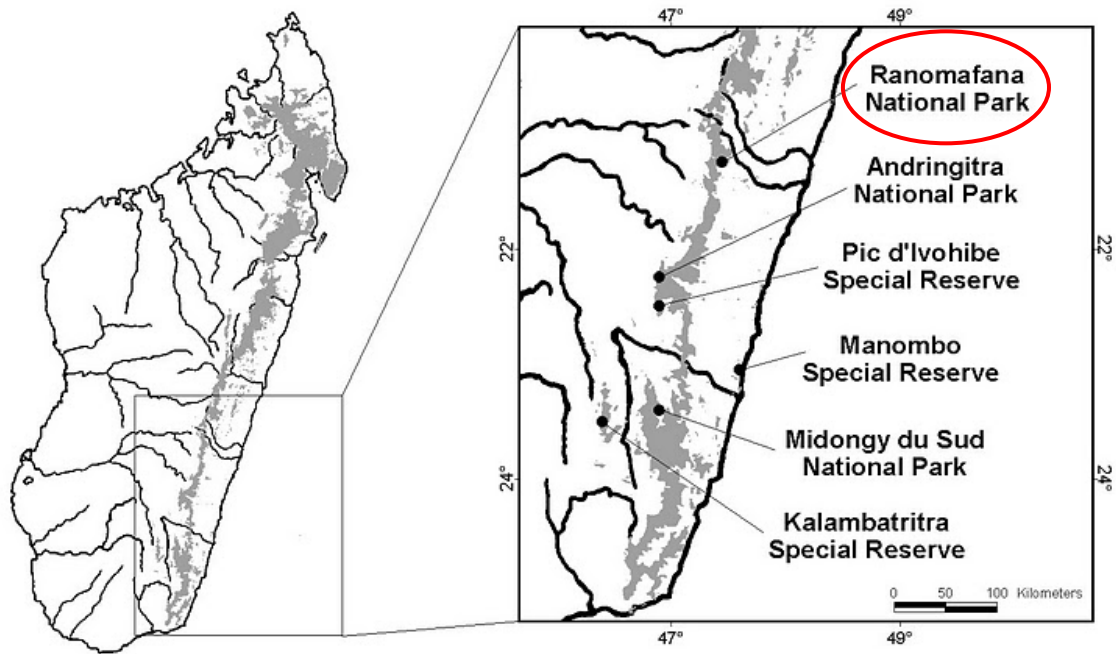 47°
49°
Ranomafana
National Park
Andringitra
National Park
22°
22°
Pic d'Ivohibe
Special Reserve
Manombo
Special Reserve
Midongy du Sud
National Park
24°
24°
Kalambatritra
Special Reserve
0 50 100 Kilometers
47°
49°